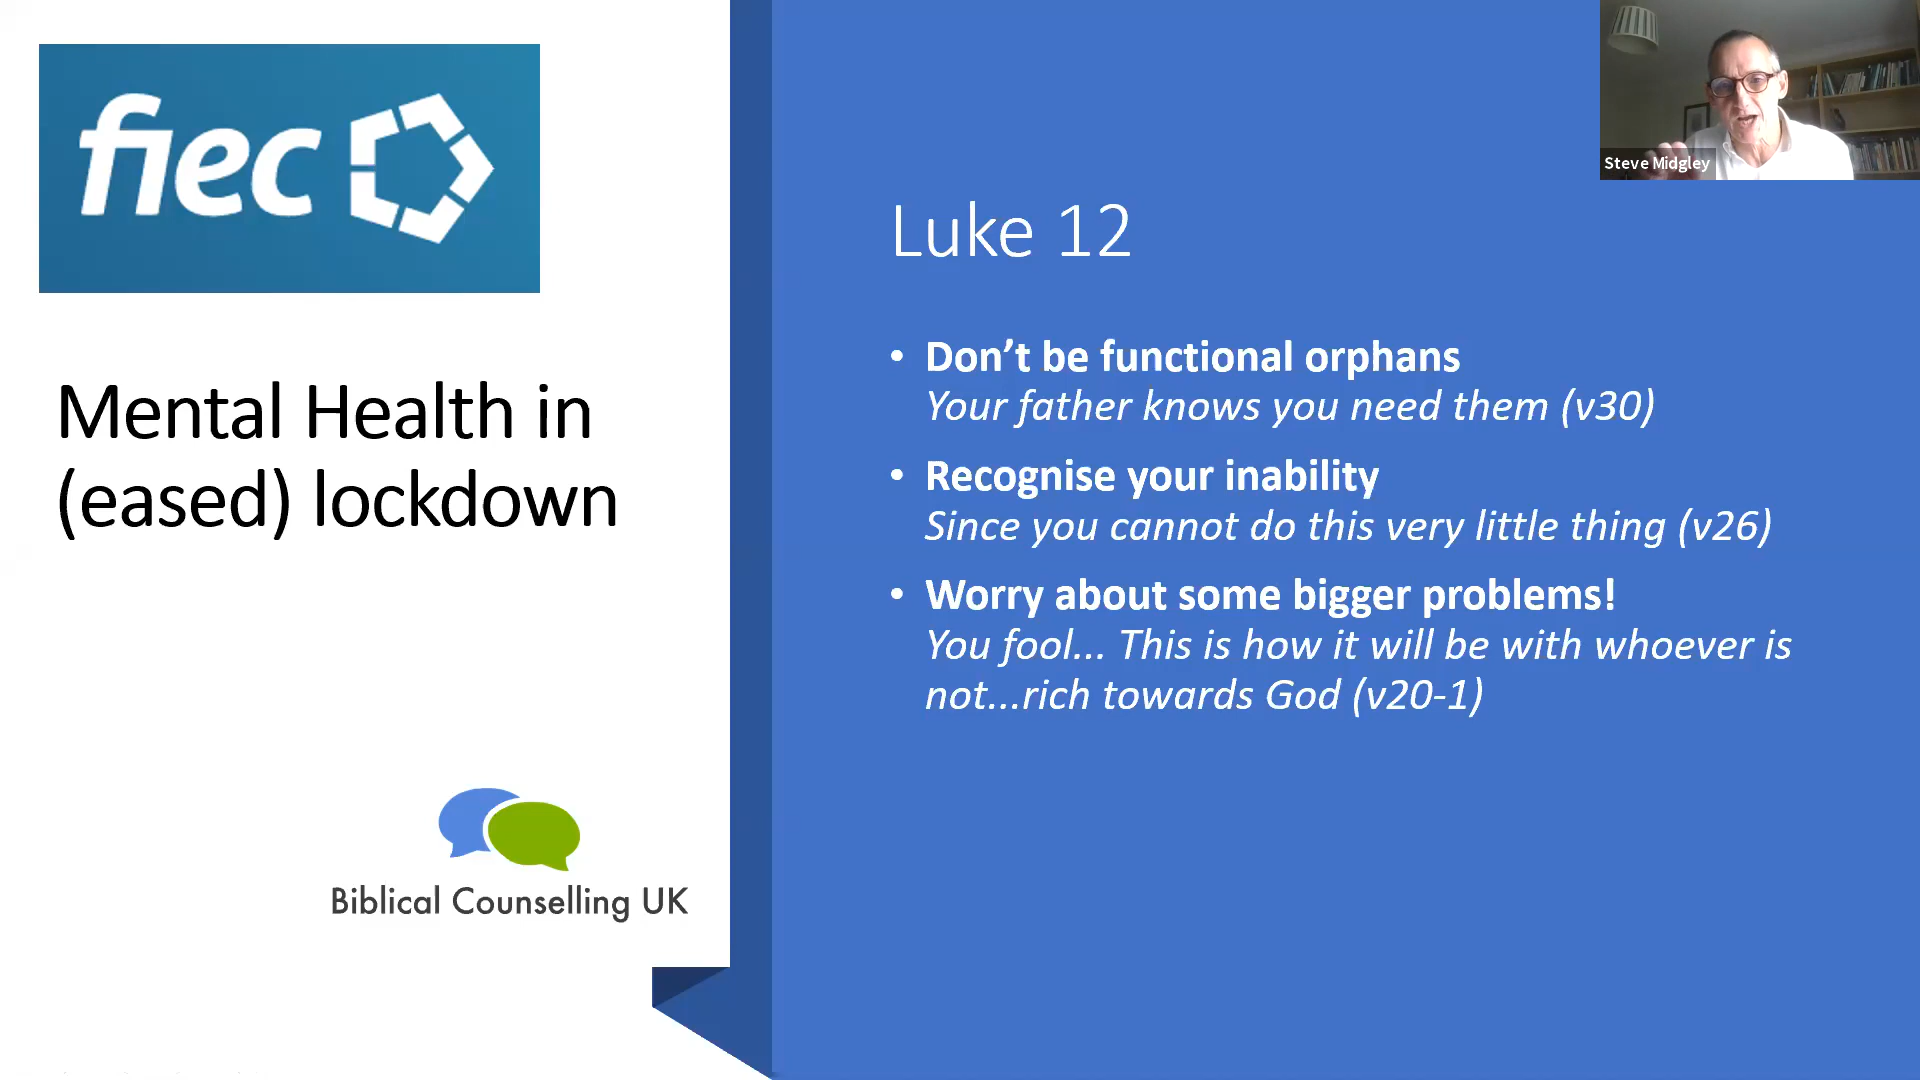 fiec
Mental Health in
(eased) lockdown
Biblical Counselling UK
Luke 12
• Don’t be functional orphans
Your father knows you need them (v30)
• Recognise your inability
Since you cannot do this very little thing (v26)
• Worry about some bigger problems!
You fool... This is how it will be with whoever is
not...rich towards God (v20-1)
Steve Midgley